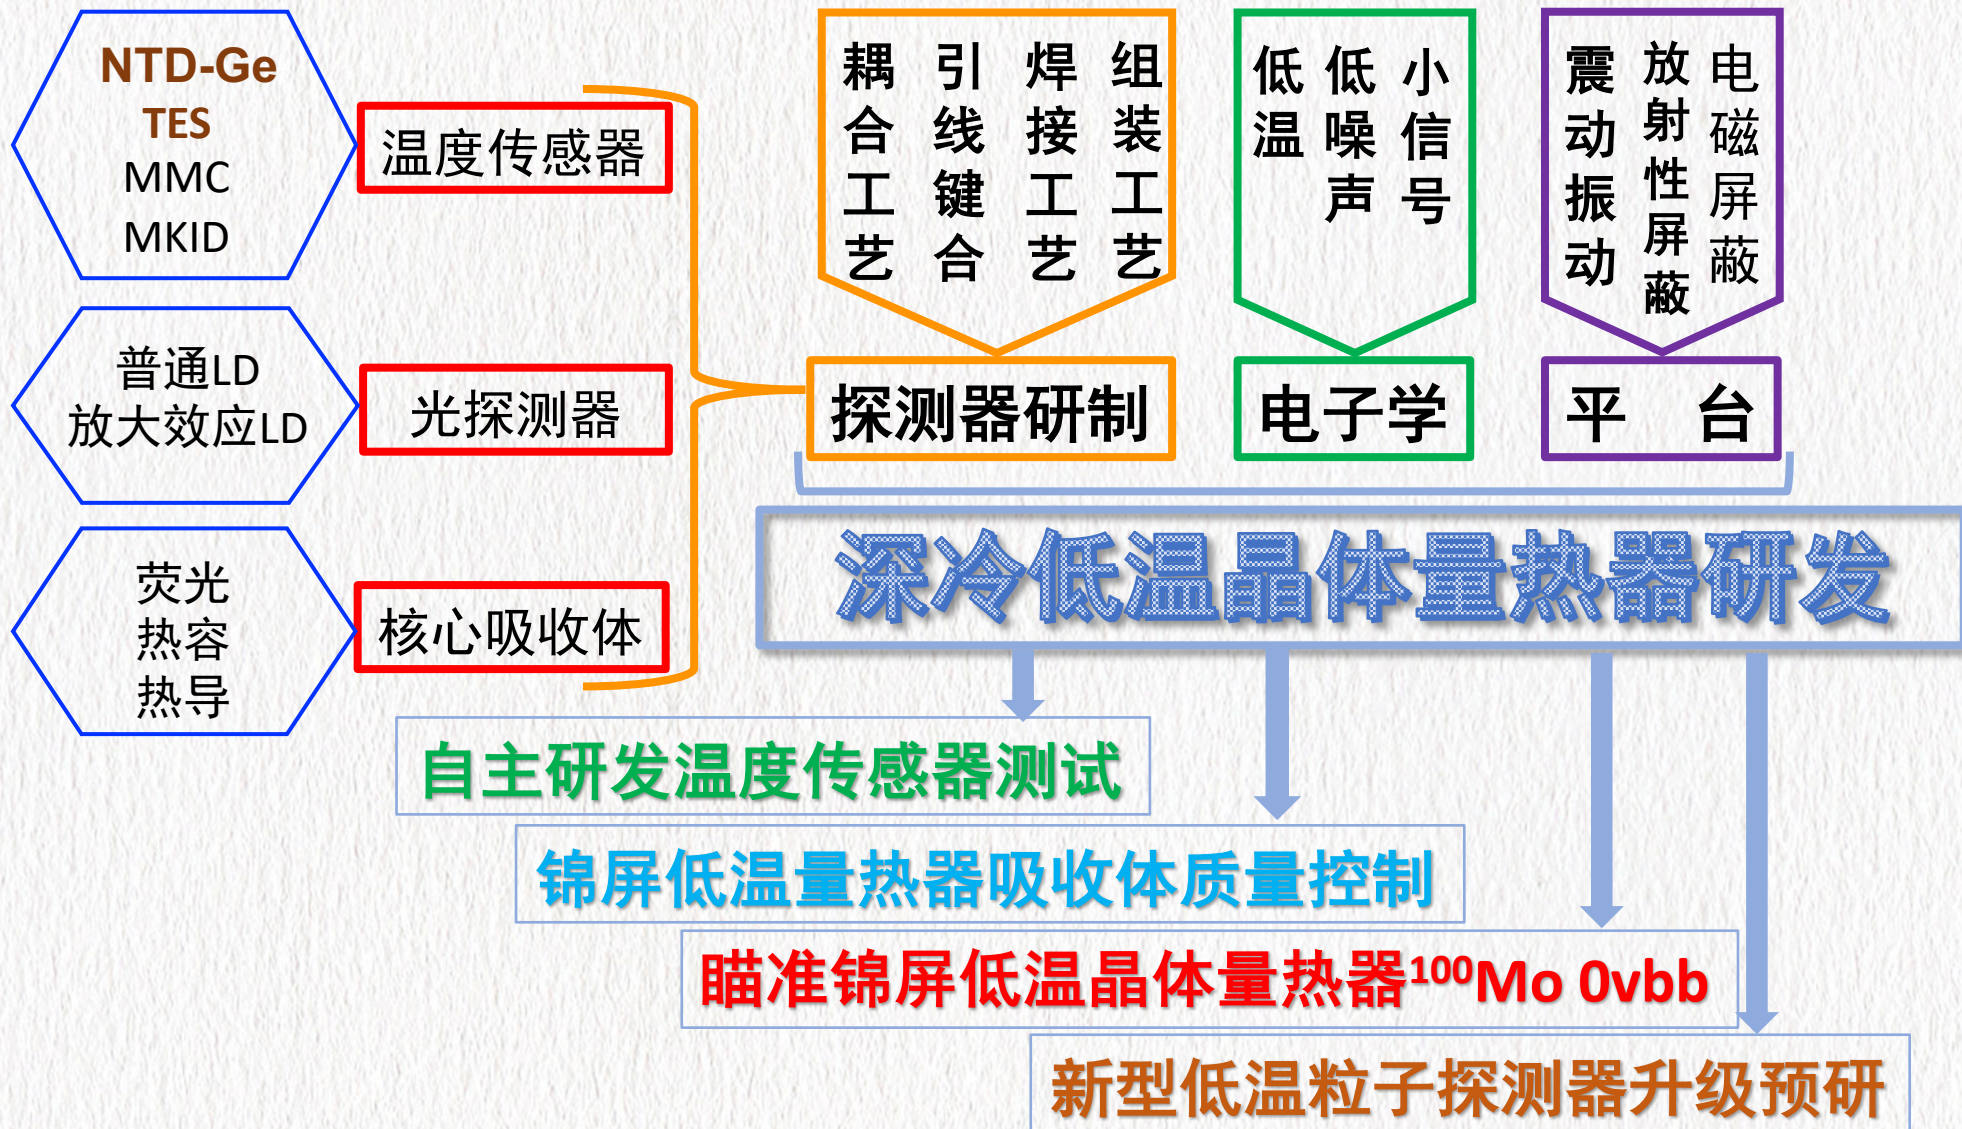 NTD-Ge
TES
MMC
MKID
温度传感器
普通LD
放大效应LD
光探测器
荧光
热容
热导
核心吸收体
耦合工艺
引线键合
焊接工艺
组装工艺
探测器研制
低温
低噪声
小信号
电子学
震动振动
放射性屏蔽
电磁屏蔽
平 台
深冷低温晶体量热器研发
自主研发温度传感器测试
锦屏低温量热器吸收体质量控制
瞄准锦屏低温晶体量热器¹⁰⁰Mo 0vbb
新型低温粒子探测器升级预研